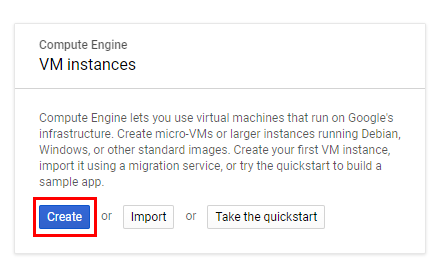 Compute Engine
VM instances
Compute Engine lets you use virtual machines that run on Google's
infrastructure. Create micro-VMs or larger instances running Debian,
Windows, or other standard images. Create your first VM instance,
import it using a migration service, or try the quickstart to build a
sample app.
Create or Import or Take the quickstart